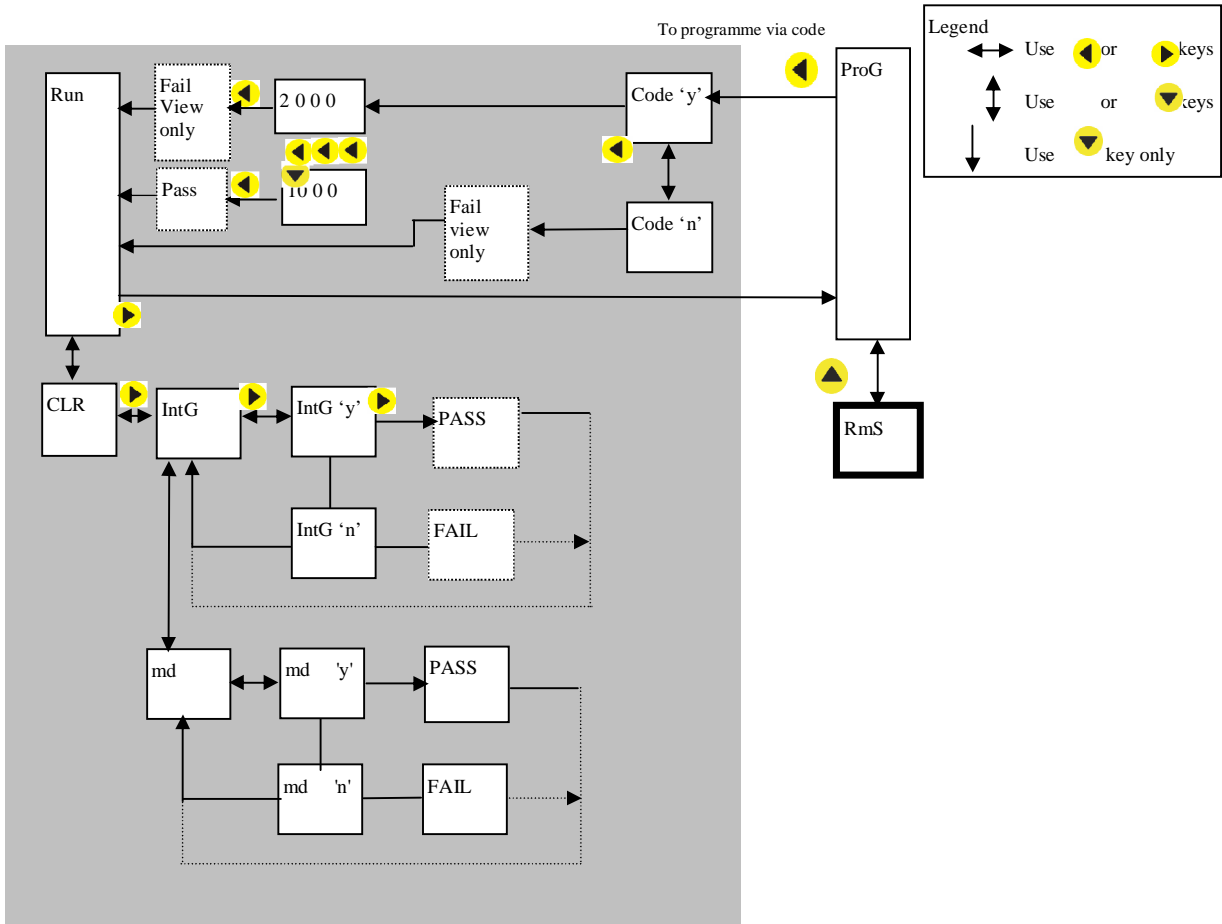 To programme via code
Legend
Use or keys
Use or keys
Use key only
Run
Fail
View
only
2 0 0 0
Code ‘y’
ProG
Pass
10 0 0
Fail
view
only
Code ‘n’
CLR
IntG
IntG ‘y’
PASS
RmS
IntG ‘n’
FAIL
md
md 'y'
PASS
md 'n'
FAIL